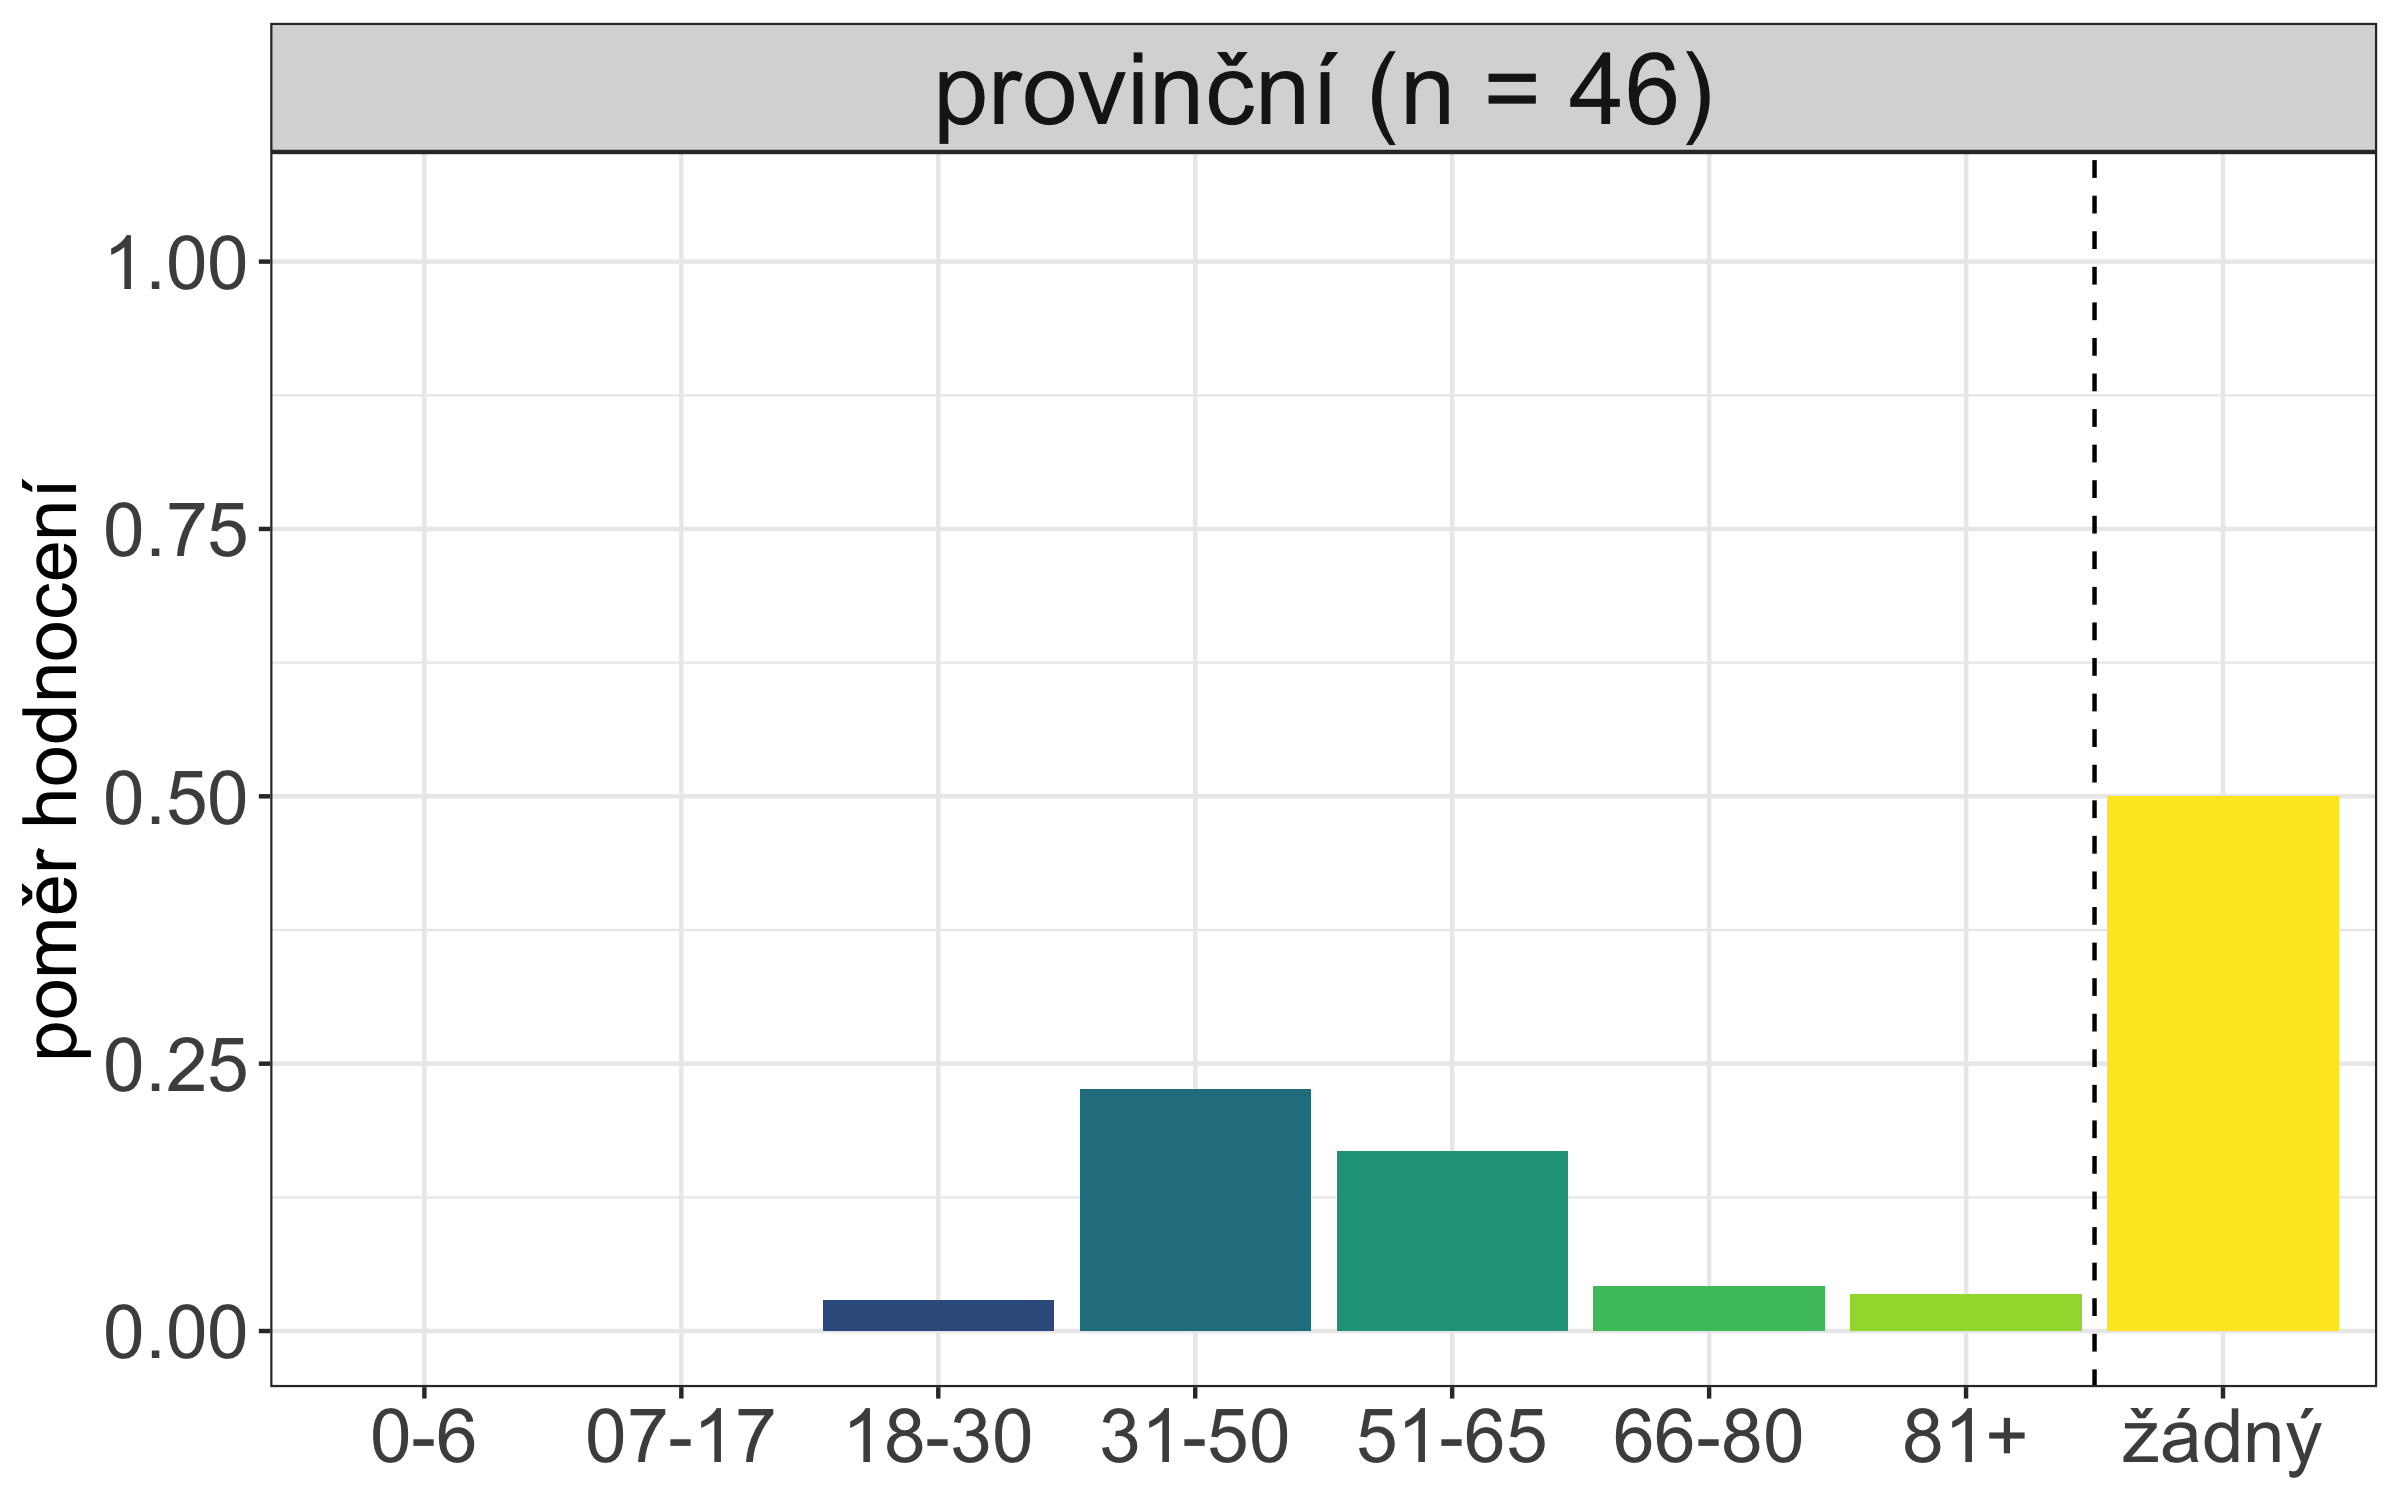 provinční (n = 46)
poměr hodnocení
1.00
0.75
0.50
0.25
0.00
0-6 07-17 18-30 31-50 51-65 66-80 81+ žádný